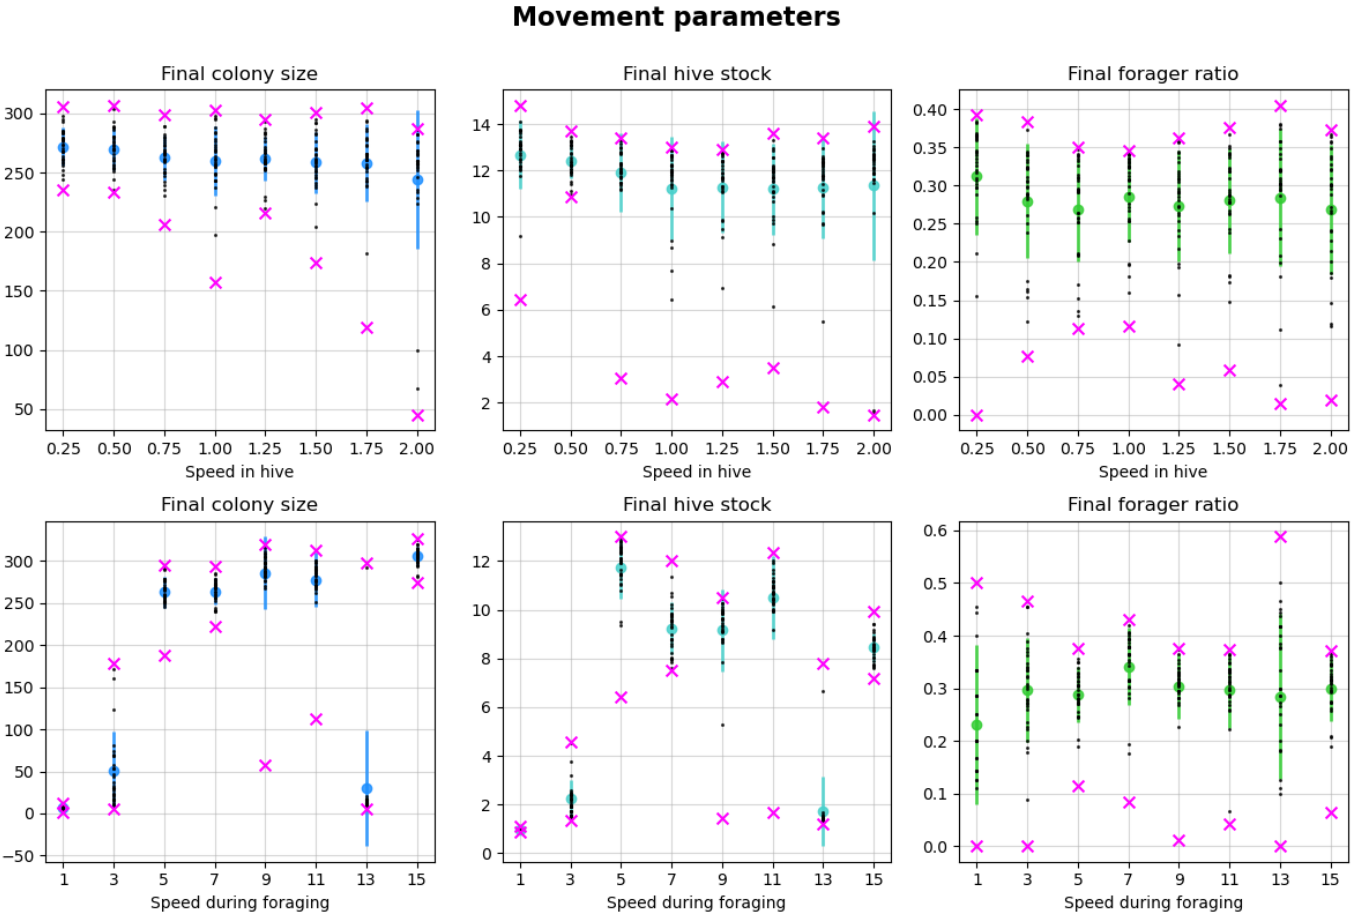 Movement parameters
Final colony size
Final hive stock
Final forager ratio
300
250
200
150
100
50
14
12
10
8
6
4
2
0.40
0.35
0.30
0.25
0.20
0.15
0.10
0.05
0.00
0.25 0.50 0.75 1.00 1.25 1.50 1.75 2.00
0.25 0.50 0.75 1.00 1.25 1.50 1.75 2.00
0.25 0.50 0.75 1.00 1.25 1.50 1.75 2.00
Speed in hive
Speed in hive
Speed in hive
Final colony size
Final hive stock
Final forager ratio
300
250
200
150
100
50
0
−50
12
10
8
6
4
2
0
0.6
0.5
0.4
0.3
0.2
0.1
0.0
1 3 5 7 9 11 13 15
1 3 5 7 9 11 13 15
1 3 5 7 9 11 13 15
Speed during foraging
Speed during foraging
Speed during foraging